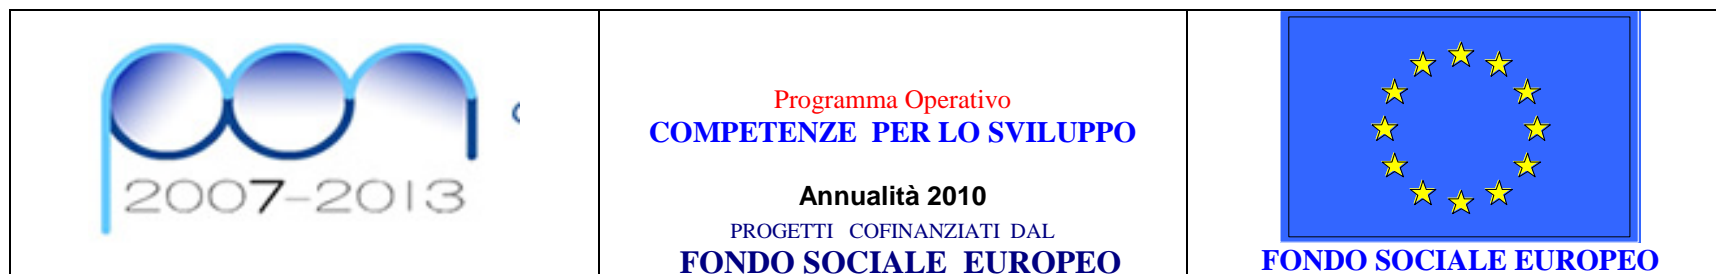 pon
2007-2013
Programma Operativo
COMPETENZE PER LO SVILUPPO
Annualità 2010
PROGETTI COFINANZIATI DAL
FONDO SOCIALE EUROPEO
FONDO SOCIALE EUROPEO